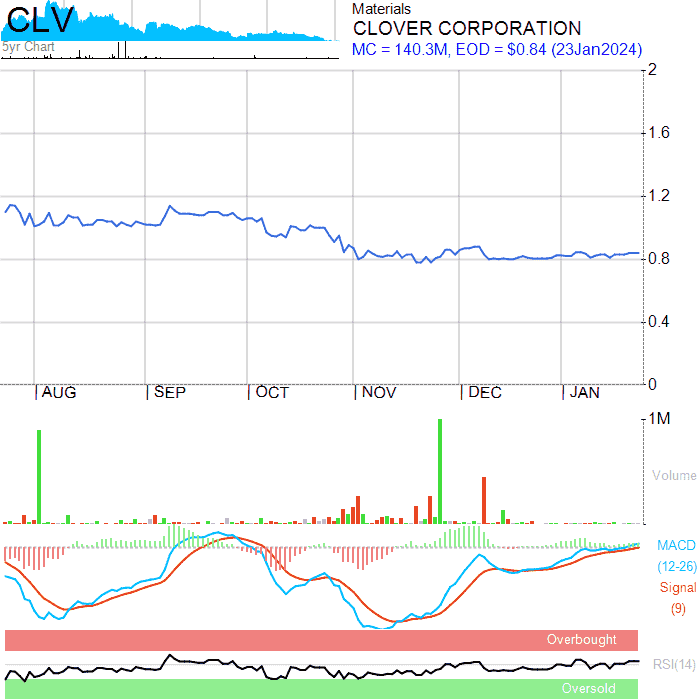 CLV
5yr Chart
Materials
CLOVER CORPORATION
MC = 140.3M, EOD = $0.84 (23Jan2024)
2
1.6
1.2
0.8
0.4
0
AUG SEP OCT NOV DEC JAN
1M
Volume
MACD
(12-26)
Signal
(9)
Overbought
RSI(14)
Oversold